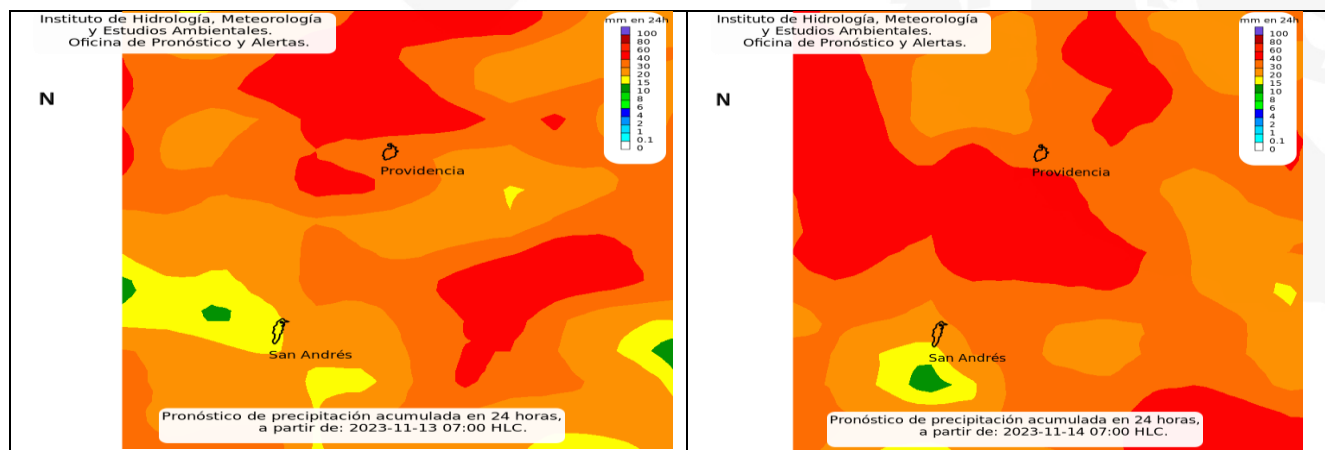 Instituto de Hidrología, Meteorología
y Estudios Ambientales.
Oficina de Pronóstico y Alertas.
mm en 24h
100
80
60
40
30
20
15
10
8
6
4
2
1
0.1
0
N
Providencia
San Andrés
Pronóstico de precipitación acumulada en 24 horas,
a partir de: 2023-11-13 07:00 HLC.
Instituto de Hidrología, Meteorología
y Estudios Ambientales.
Oficina de Pronóstico y Alertas.
mm en 24h
100
80
60
40
30
20
15
10
8
6
4
2
1
0.1
0
N
Providencia
San Andrés
Pronóstico de precipitación acumulada en 24 horas,
a partir de: 2023-11-14 07:00 HLC.